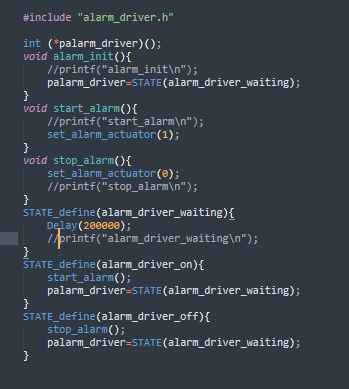 #include "alarm_driver.h"
int (*palarm_driver)();
void alarm_init(){
//printf("alarm_init\n");
palarm_driver=STATE(alarm_driver_waiting);
}
void start_alarm(){
//printf("start_alarm\n");
set_alarm_actuator(1);
}
void stop_alarm(){
set_alarm_actuator(0);
//printf("stop_alarm\n");
}
STATE_define(alarm_driver_waiting){
Delay(200000);
//printf("alarm_driver_waiting\n");
}
STATE_define(alarm_driver_on){
start_alarm();
palarm_driver=STATE(alarm_driver_waiting);
}
STATE_define(alarm_driver_off){
stop_alarm();
palarm_driver=STATE(alarm_driver_waiting);
}